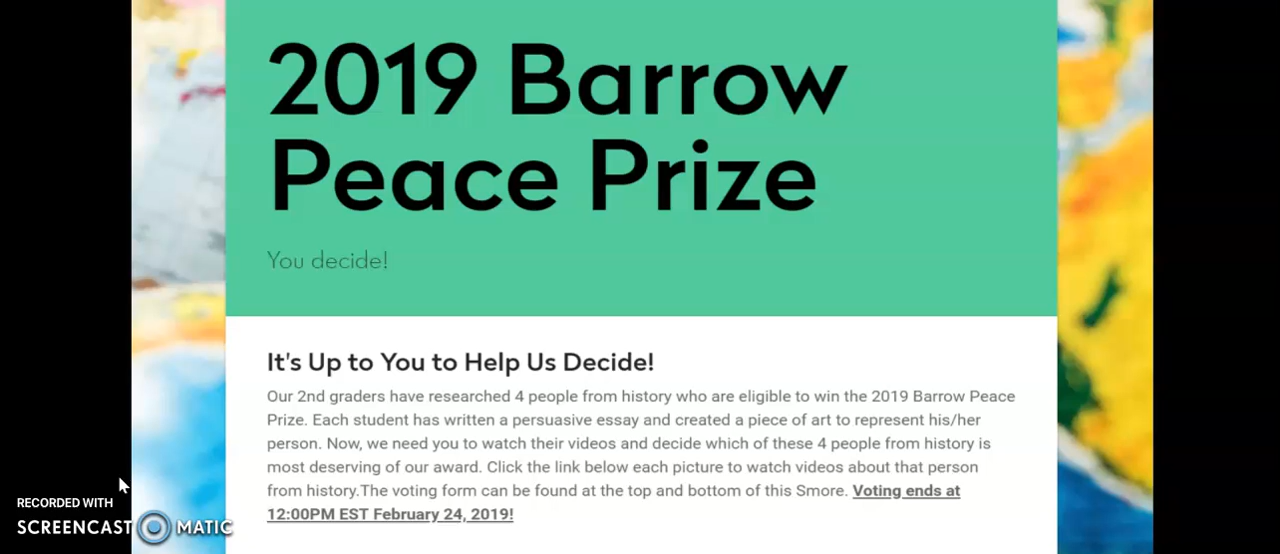 2019 Barrow
Peace Prize
You decide!
It's Up to You to Help Us Decide!
Our 2nd graders have researched 4 people from history who are eligible to win the 2019 Barrow Peace
Prize. Each student has written a persuasive essay and created a piece of art to represent his/her
person. Now, we need you to watch their videos and decide which of these 4 people from history is
most deserving of our award. Click the link below each picture to watch videos about that person
from history.The voting form can be found at the top and bottom of this Smore. Voting ends at
12:00PM EST February 24, 2019!
RECORDED WITH
SCREENCAST MATIC